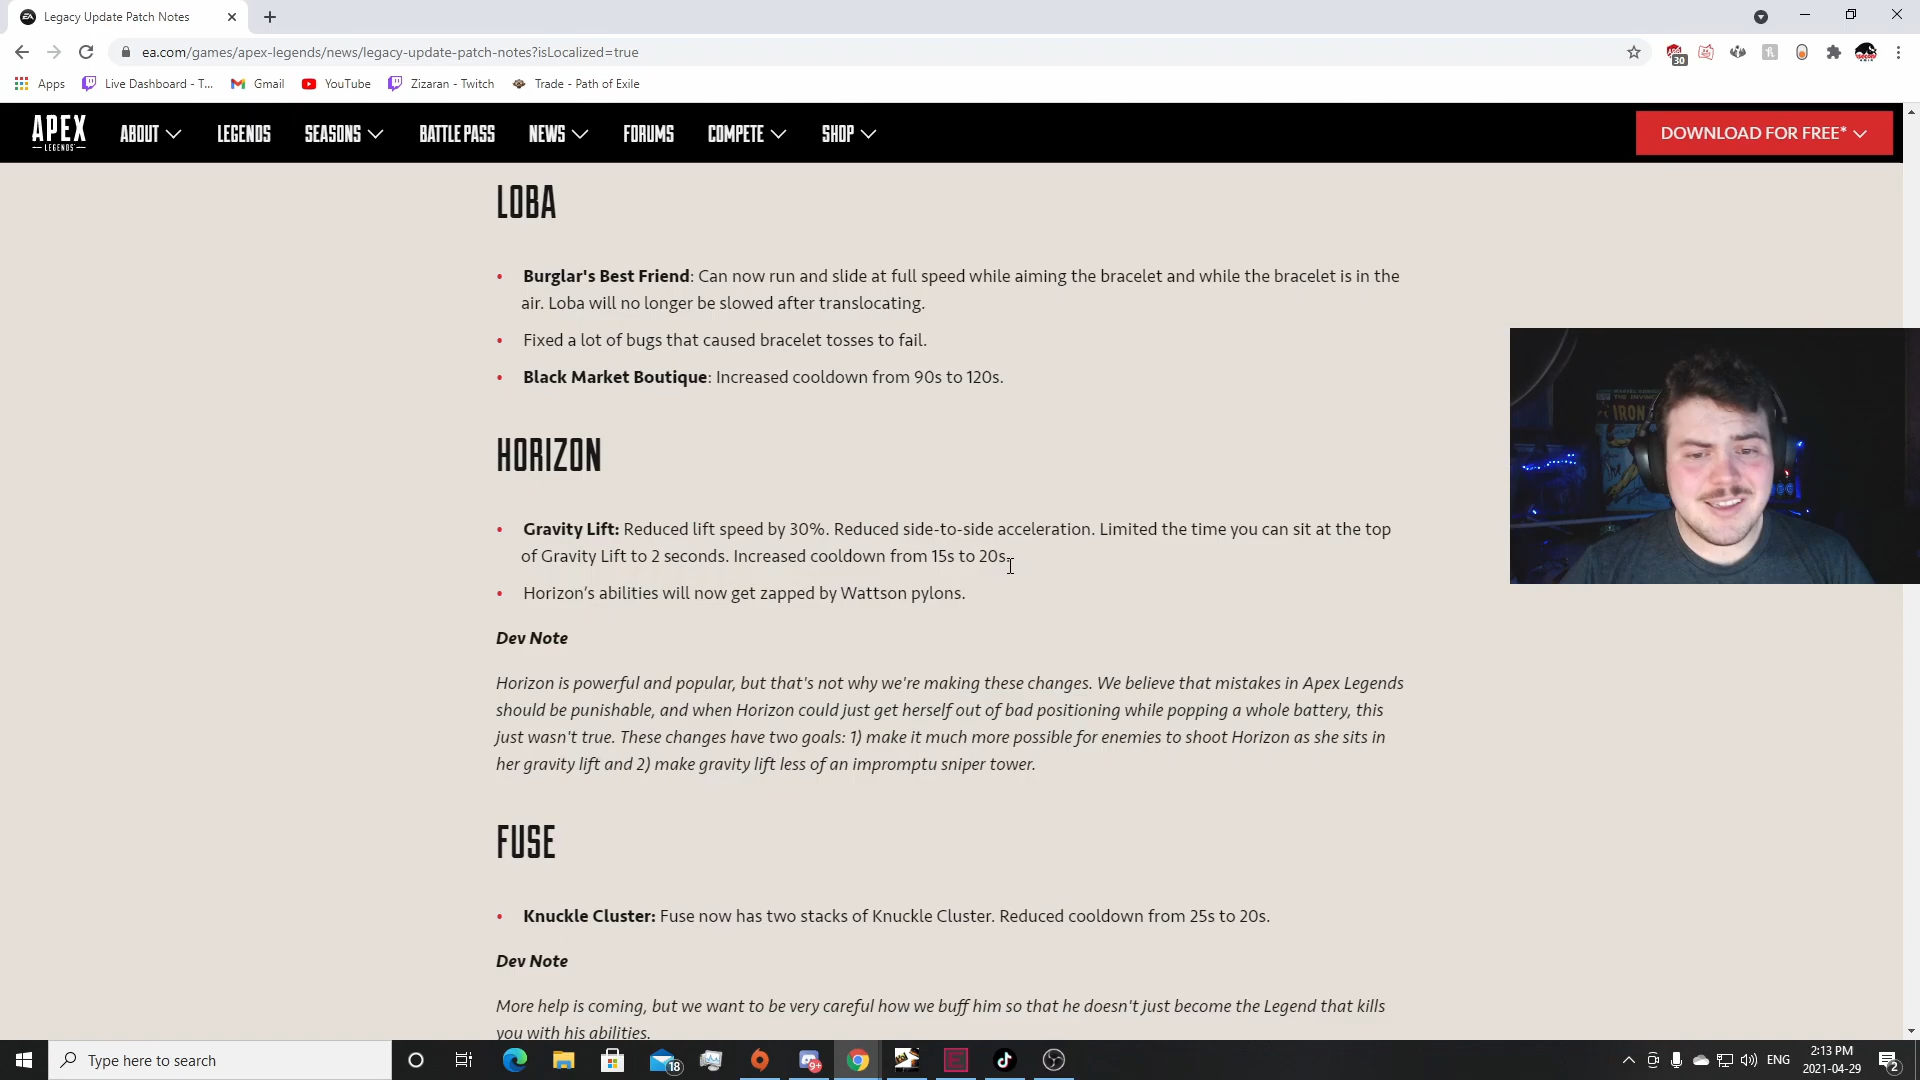 Legacy Update Patch Notes
ea.com/games/apex-legends/news/legacy-update-patch-notes?isLocalized=true
30
Apps Live Dashboard - T... Gmail YouTube Zizaran - Twitch Trade - Path of Exile
APEX LEGENDS ABOUT LEGENDS SEASONS BATTLE PASS NEWS FORUMS COMPETE SHOP DOWNLOAD FOR FREE*
LOBA
• Burglar's Best Friend: Can now run and slide at full speed while aiming the bracelet and while the bracelet is in the
air. Loba will no longer be slowed after translocating.
• Fixed a lot of bugs that caused bracelet tosses to fail.
• Black Market Boutique: Increased cooldown from 90s to 120s.
HORIZON
• Gravity Lift: Reduced lift speed by 30%. Reduced side-to-side acceleration. Limited the time you can sit at the top
of Gravity Lift to 2 seconds. Increased cooldown from 15s to 20s.
• Horizon’s abilities will now get zapped by Wattson pylons.
Dev Note
Horizon is powerful and popular, but that's not why we're making these changes. We believe that mistakes in Apex Legends
should be punishable, and when Horizon could just get herself out of bad positioning while popping a whole battery, this
just wasn't true. These changes have two goals: 1) make it much more possible for enemies to shoot Horizon as she sits in
her gravity lift and 2) make gravity lift less of an impromptu sniper tower.
FUSE
• Knuckle Cluster: Fuse now has two stacks of Knuckle Cluster. Reduced cooldown from 25s to 20s.
Dev Note
More help is coming, but we want to be very careful how we buff him so that he doesn't just become the Legend that kills
you with his abilities.
IRON
Type here to search 18 9+ ENG 2:13 PM
2021-04-29 2